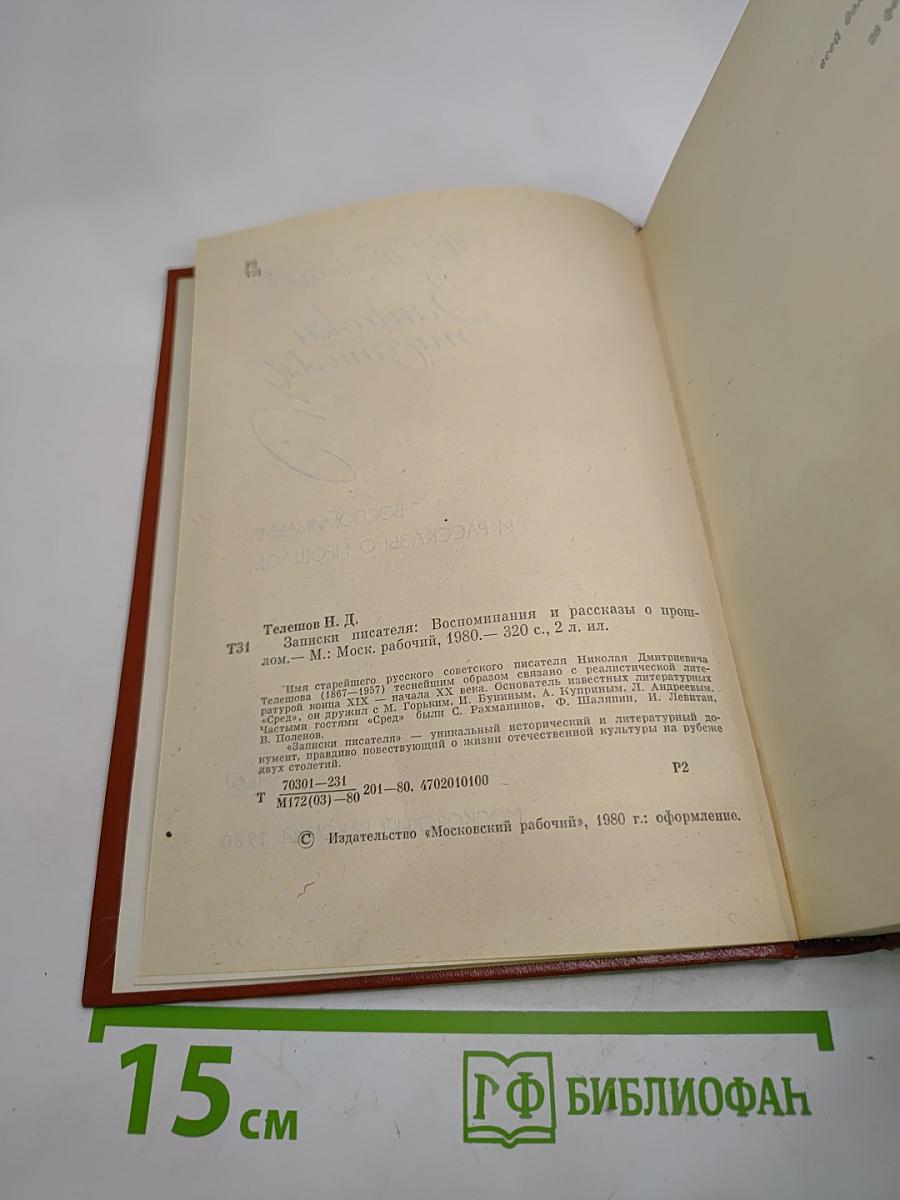 Р2
Т31
Телешов Н. Д.
Т31
Записки писателя: Воспоминания и рассказы о прош-
лом.— М.: Моск. рабочий, 1980.— 320 с., 2 л. ил.
Имя старейшего русского советского писателя Николая Дмитриевича
Телешова (1867—1957) теснейшим образом связано с реалистической лите-
ратурой конца XIX — начала XX века. Основатель известных литературных
«Сред», он дружил с М. Горьким, И. Буниным, А. Куприным, Л. Андреевым.
Частыми гостями «Сред» были С. Рахманинов, Ф. Шаляпин, И. Левитан,
В. Поленов.
«Записки писателя» — уникальный исторический и литературный до-
кумент, правдиво повествующий о жизни отечественной культуры на рубеже
двух столетий.
Т 70301—231
М172(03)—80 201—80. 4702010100
Р2
© Издательство «Московский рабочий», 1980 г.: оформление.
15 см
БИБЛИОФАН